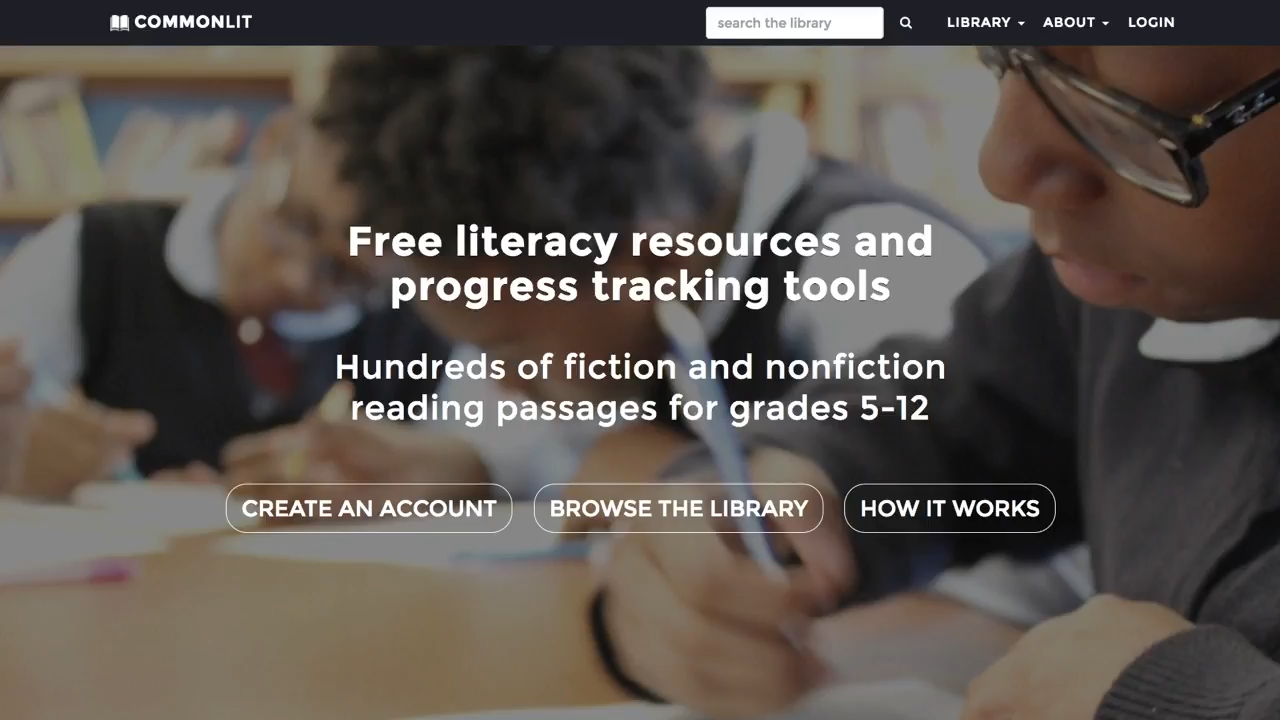 COMMONLIT
search the library
LIBRARY
ABOUT
LOGIN
Free literacy resources and
progress tracking tools
Hundreds of fiction and nonfiction
reading passages for grades 5-12
CREATE AN ACCOUNT
BROWSE THE LIBRARY
HOW IT WORKS